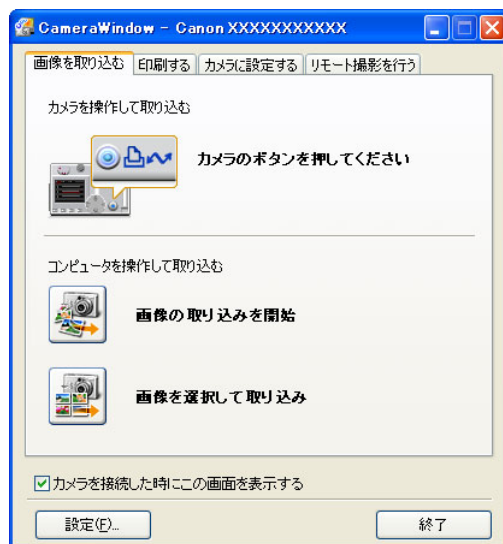 CameraWindow - Canon XXXXXXXXXXX
画像を取り込む 印刷する カメラに設定する リモート撮影を行う
カメラを操作して取り込む
カメラのボタンを押してください
コンピュータを操作して取り込む
画像の取り込みを開始
画像を選択して取り込み
カメラを接続した時にこの画面を表示する
設定(F)... 終了